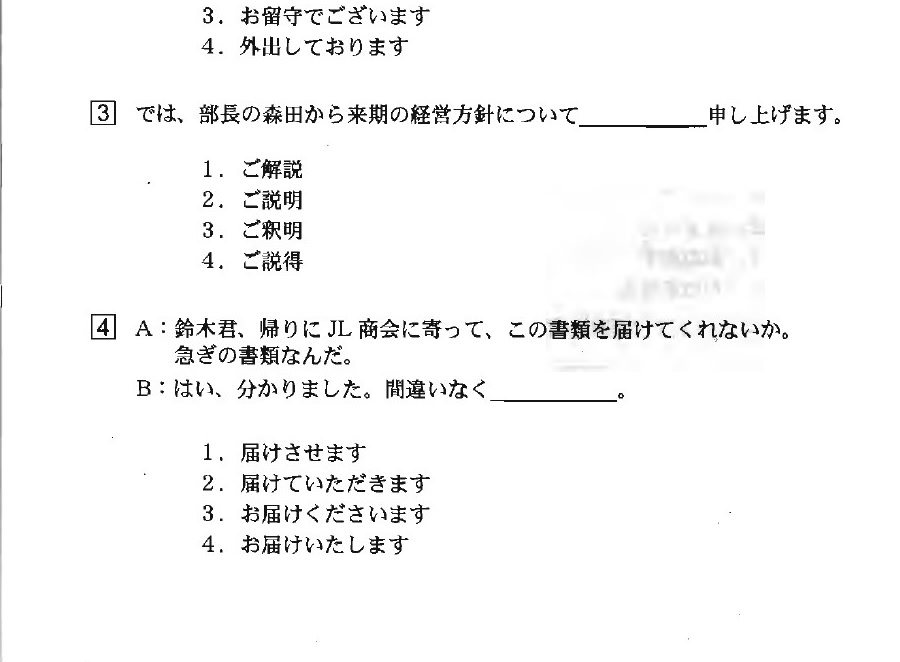 3．お留守でございます
4．外出しております
3 では、部長の森田から来期の経営方針について＿＿＿＿＿＿申し上げます。
1．ご解説
2．ご説明
3．ご釈明
4．ご説得
4 A：鈴木君、帰りに JL 商会に寄って、この書類を届けてくれないか。
急ぎの書類なんだ。
B：はい、分かりました。間違いなく＿＿＿＿＿＿。
1．届けさせます
2．届けていただきます
3．お届けくださいます
4．お届けいたします